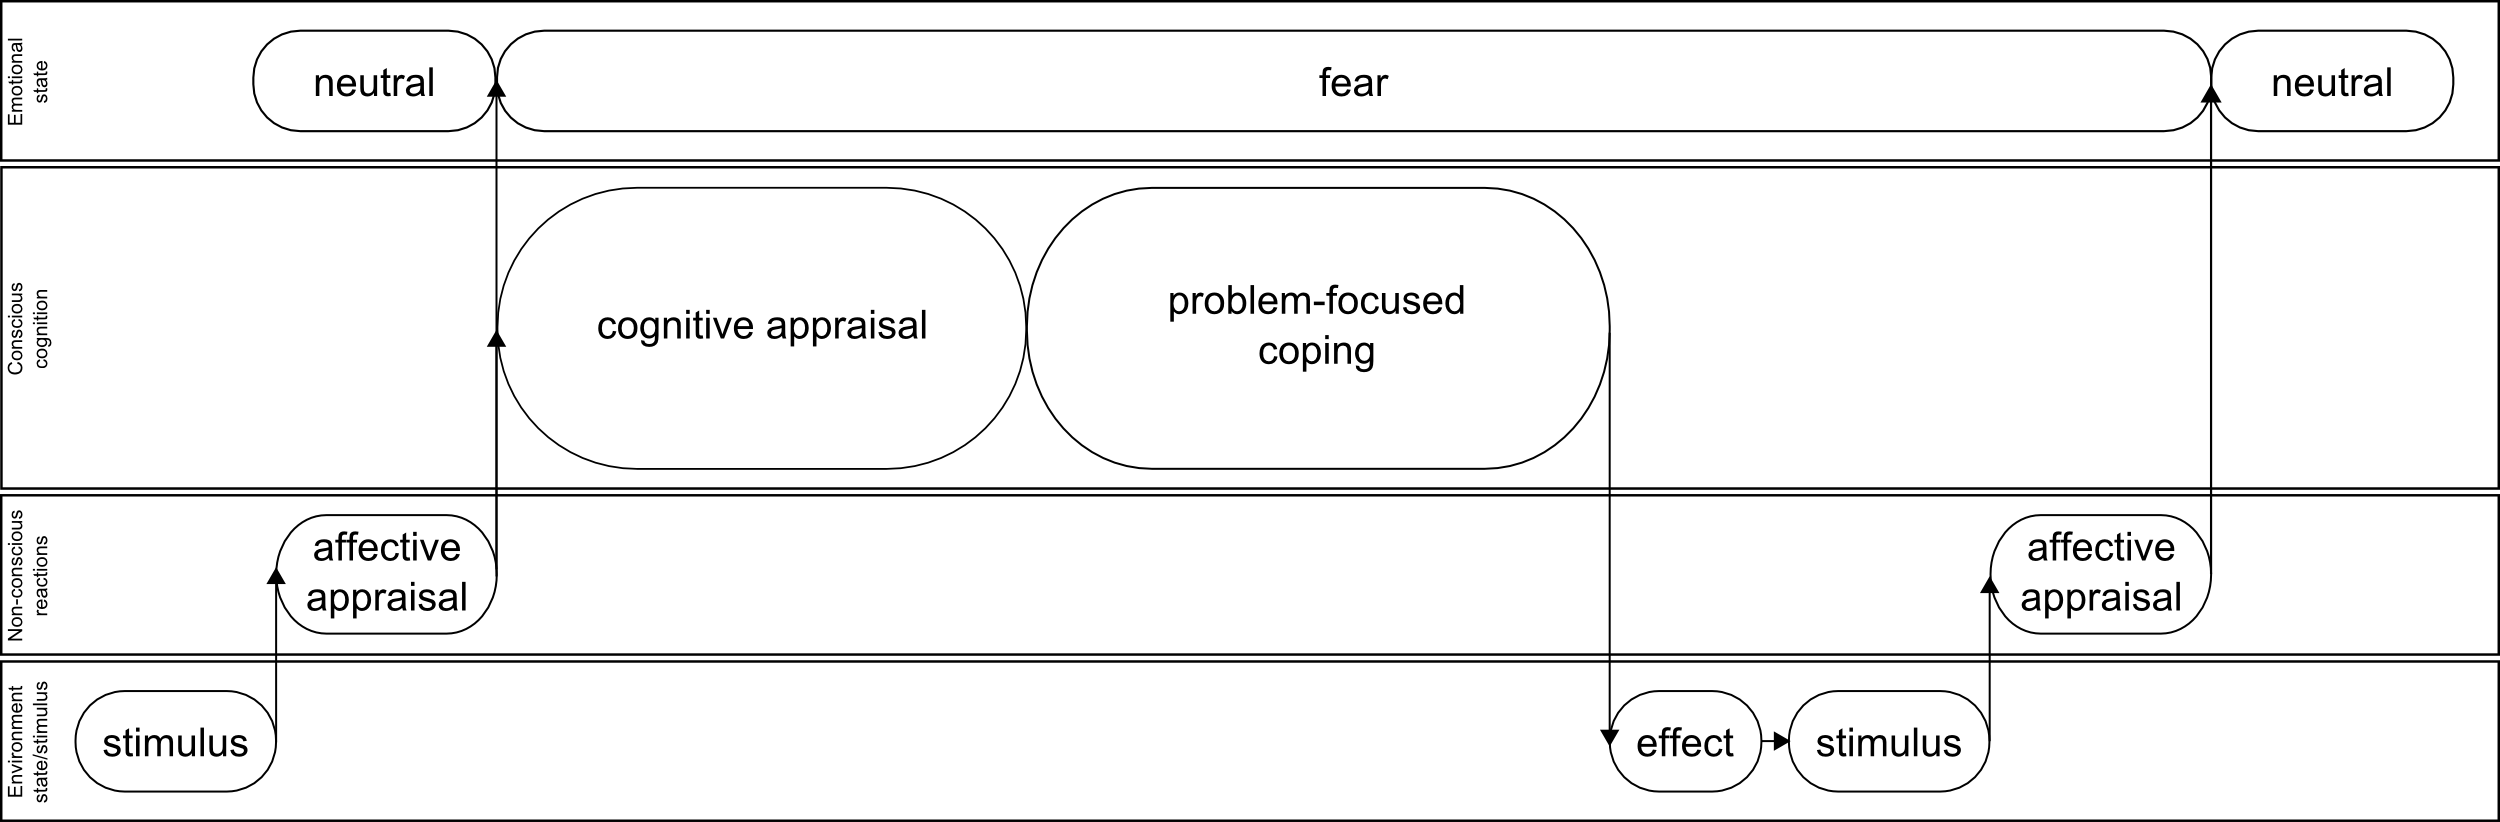 Emotional
state
neutral
fear
neutral
Conscious
cognition
cognitive appraisal
problem-focused
coping
Non-conscious
reactions
affective
appraisal
affective
appraisal
Environment
state/stimulus
stimulus
effect
stimulus